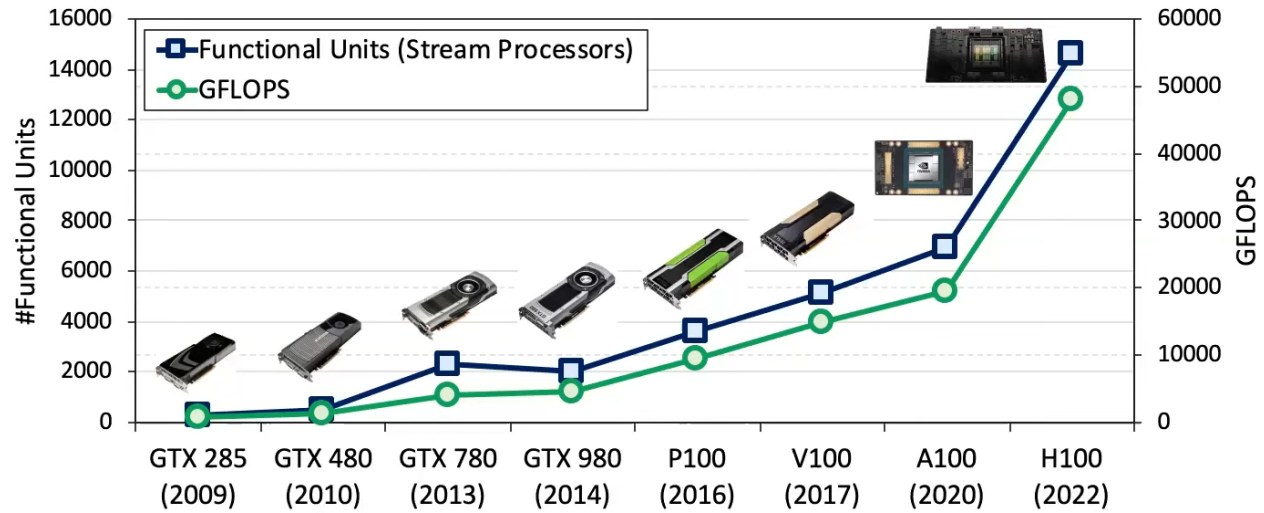 16000
14000
12000
10000
8000
6000
4000
2000
0
#Functional Units
Functional Units (Stream Processors)
GFLOPS
60000
50000
40000
30000
20000
10000
0
GFLOPS
GTX 285
(2009)
GTX 480
(2010)
GTX 780
(2013)
GTX 980
(2014)
P100
(2016)
V100
(2017)
A100
(2020)
H100
(2022)